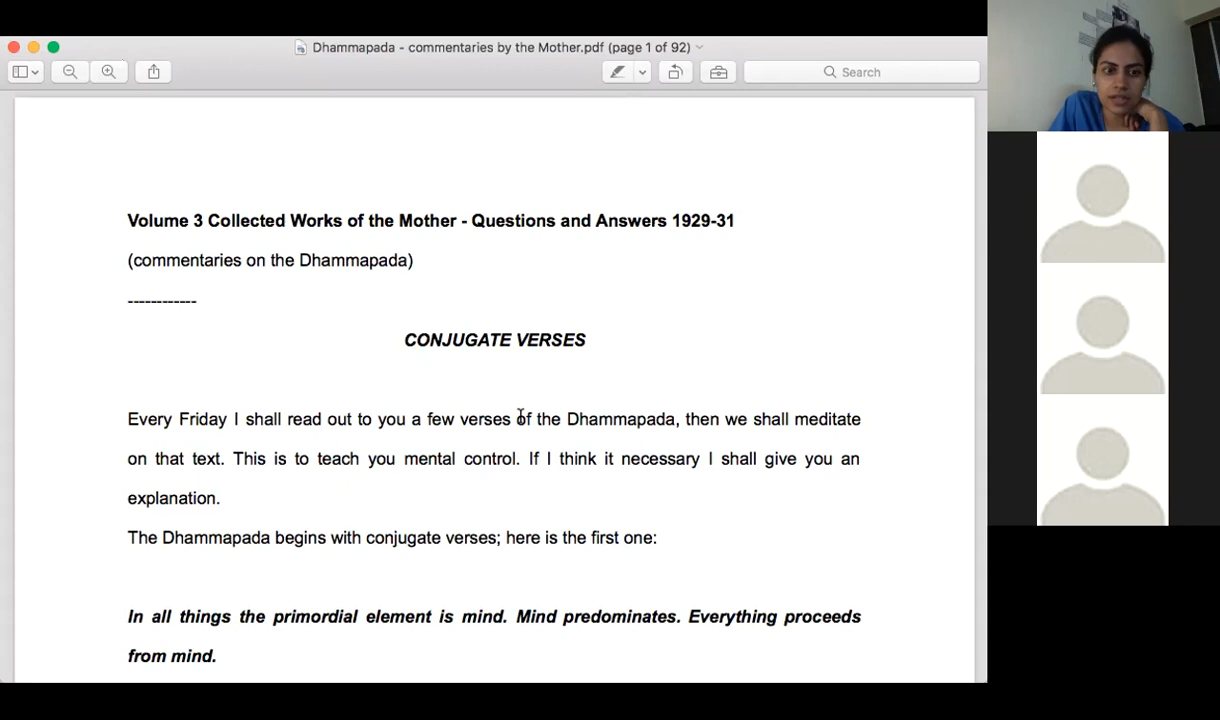 Dhammapada - commentaries by the Mother.pdf (page 1 of 92)
Search
Volume 3 Collected Works of the Mother - Questions and Answers 1929-31
(commentaries on the Dhammapada)
------------
CONJUGATE VERSES
Every Friday I shall read out to you a few verses of the Dhammapada, then we shall meditate
on that text. This is to teach you mental control. If I think it necessary I shall give you an
explanation.
The Dhammapada begins with conjugate verses; here is the first one:
In all things the primordial element is mind. Mind predominates. Everything proceeds
from mind.